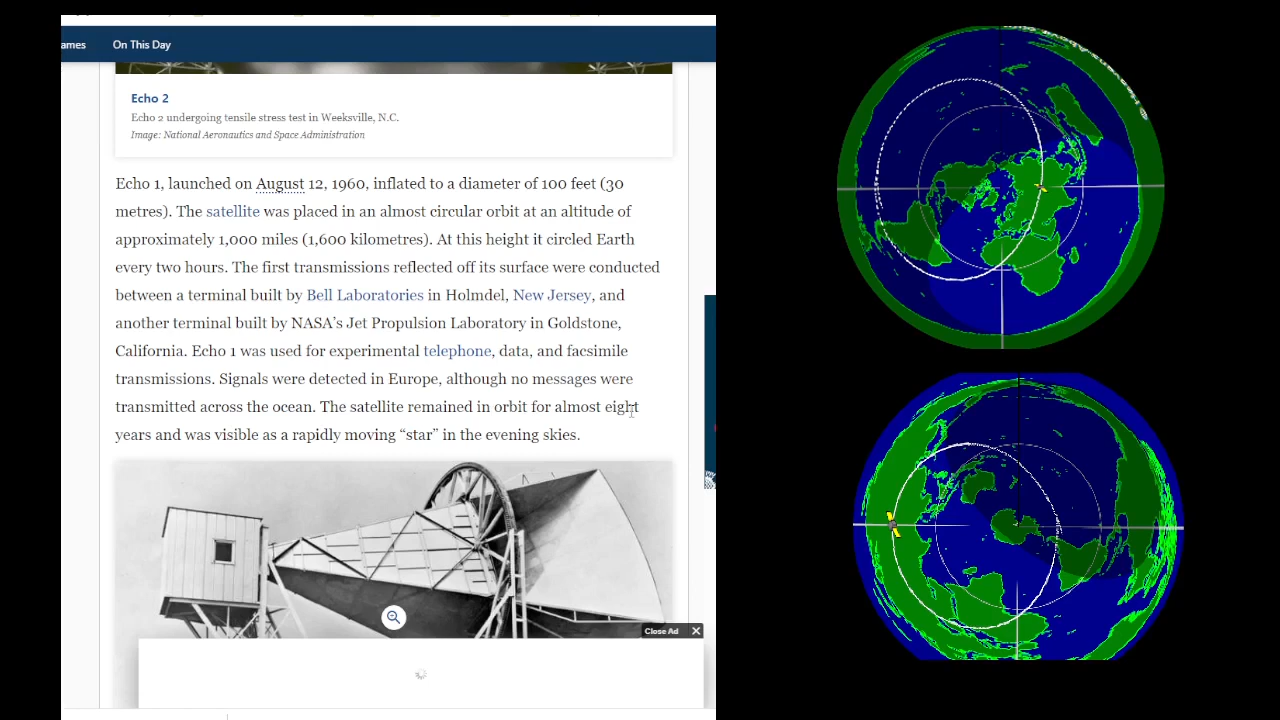 ames On This Day
Echo 2
Echo 2 undergoing tensile stress test in Weeksville, N.C.
Image: National Aeronautics and Space Administration
Echo 1, launched on August 12, 1960, inflated to a diameter of 100 feet (30
metres). The satellite was placed in an almost circular orbit at an altitude of
approximately 1,000 miles (1,600 kilometres). At this height it circled Earth
every two hours. The first transmissions reflected off its surface were conducted
between a terminal built by Bell Laboratories in Holmdel, New Jersey, and
another terminal built by NASA’s Jet Propulsion Laboratory in Goldstone,
California. Echo 1 was used for experimental telephone, data, and facsimile
transmissions. Signals were detected in Europe, although no messages were
transmitted across the ocean. The satellite remained in orbit for almost eight
years and was visible as a rapidly moving “star” in the evening skies.
Close Ad